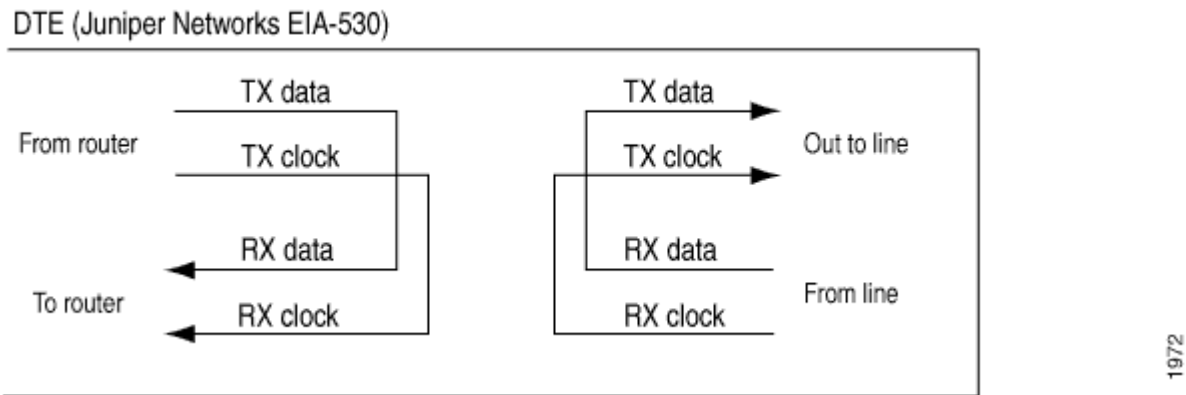 DTE (Juniper Networks EIA-530)
TX data
TX data
From router
Out to line
TX clock
TX clock
RX data
RX data
To router
From line
RX clock
RX clock
1972